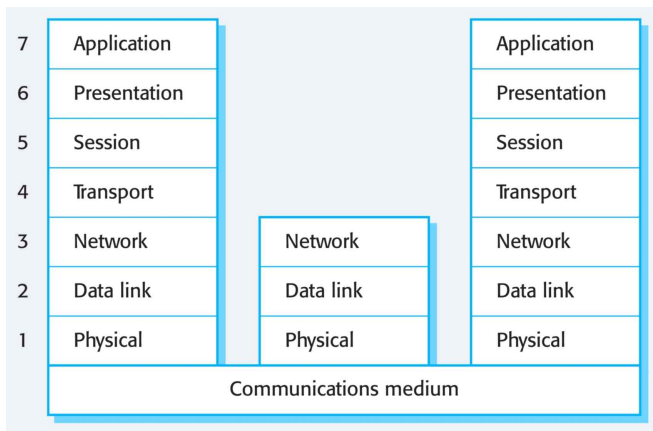 7 Application Application
6 Presentation Presentation
5 Session Session
4 Transport Transport
3 Network Network Network
2 Data link Data link Data link
1 Physical Physical Physical
Communications medium